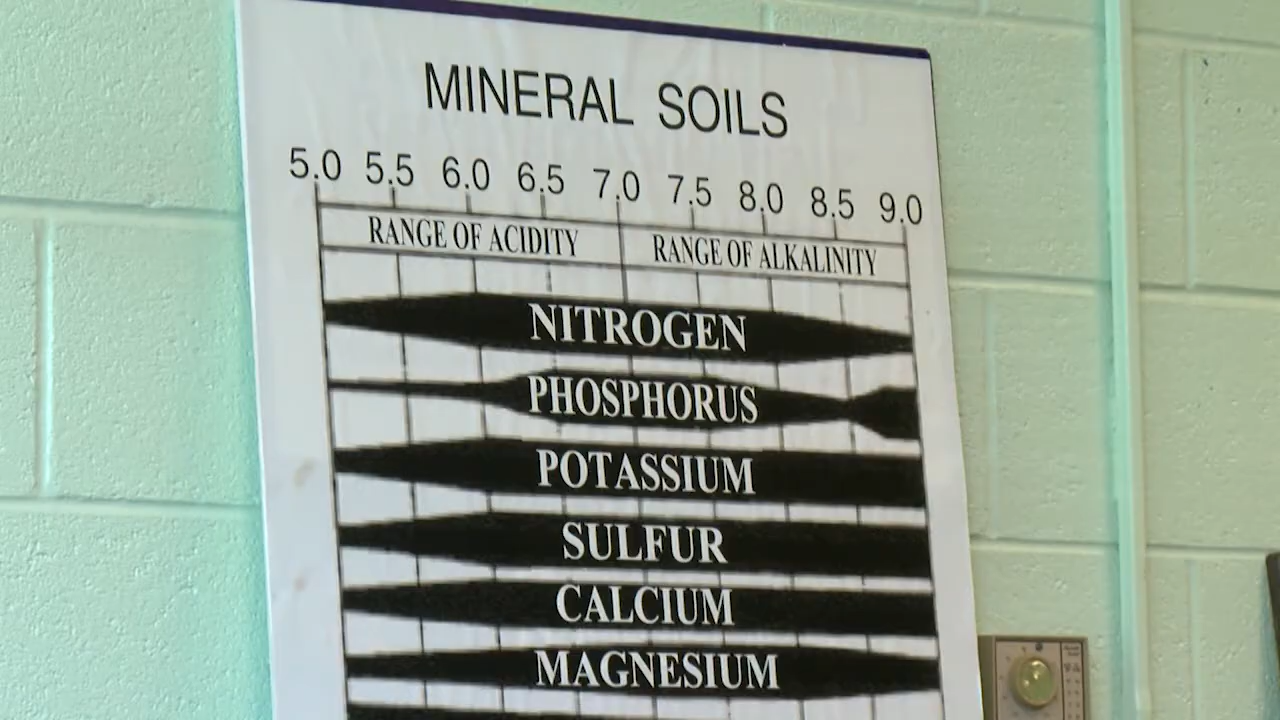 MINERAL SOILS
5.0 5.5 6.0 6.5 7.0 7.5 8.0 8.5 9.0
RANGE OF ACIDITY RANGE OF ALKALINITY
NITROGEN
PHOSPHORUS
POTASSIUM
SULFUR
CALCIUM
MAGNESIUM